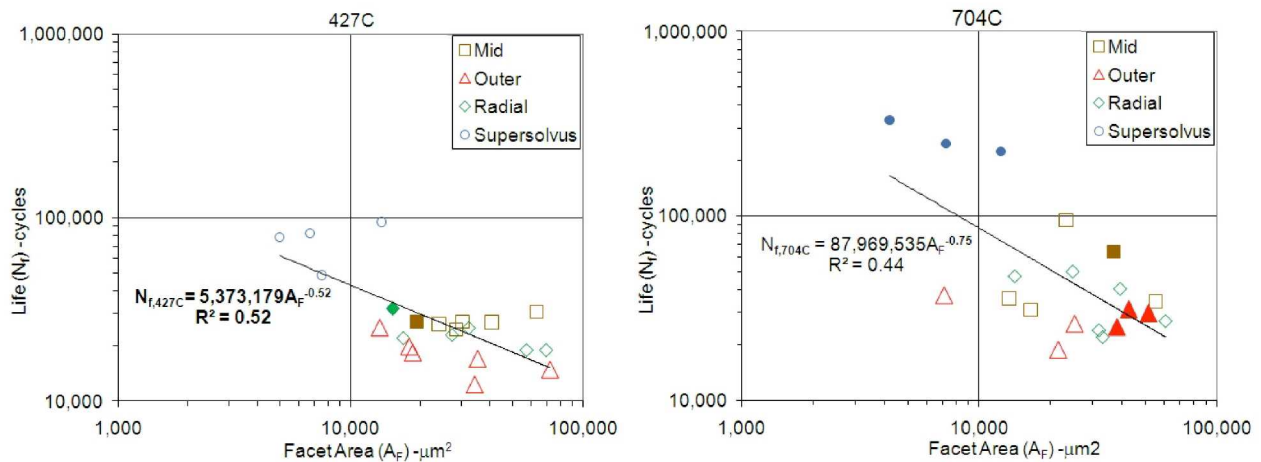 427C
1,000,000
100,000
10,000
Life (Nf) -cycles
Mid
Outer
Radial
Supersolvus
Nf,427C = 5,373,179AF-0.52
R² = 0.52
1,000
10,000
100,000
Facet Area (AF) -µm²
704C
1,000,000
100,000
10,000
Life (Nf) -cycles
Mid
Outer
Radial
Supersolvus
Nf,704C = 87,969,535AF-0.75
R² = 0.44
1,000
10,000
100,000
Facet Area (AF) -µm2